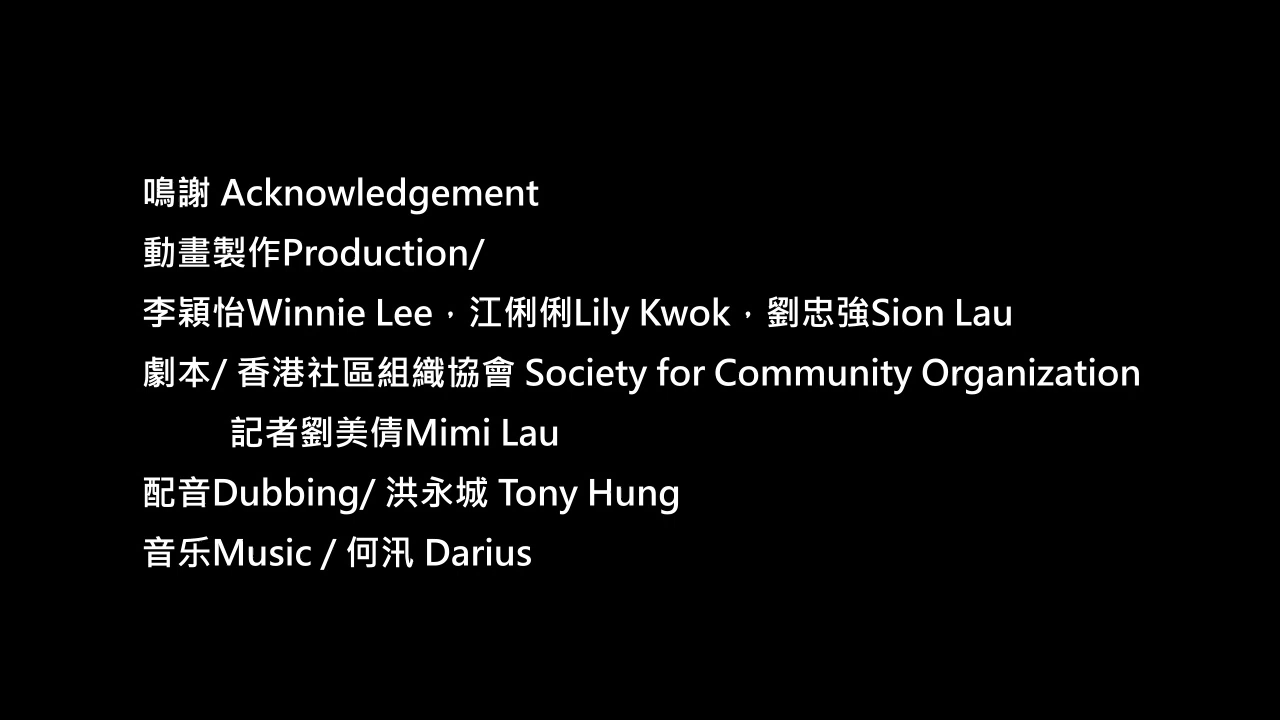 鳴謝 Acknowledgement
動畫製作Production/
李穎怡Winnie Lee，江俐俐Lily Kwok，劉忠強Sion Lau
劇本/ 香港社區組織協會 Society for Community Organization
記者劉美倩Mimi Lau
配音Dubbing/ 洪永城 Tony Hung
音乐Music / 何汛 Darius